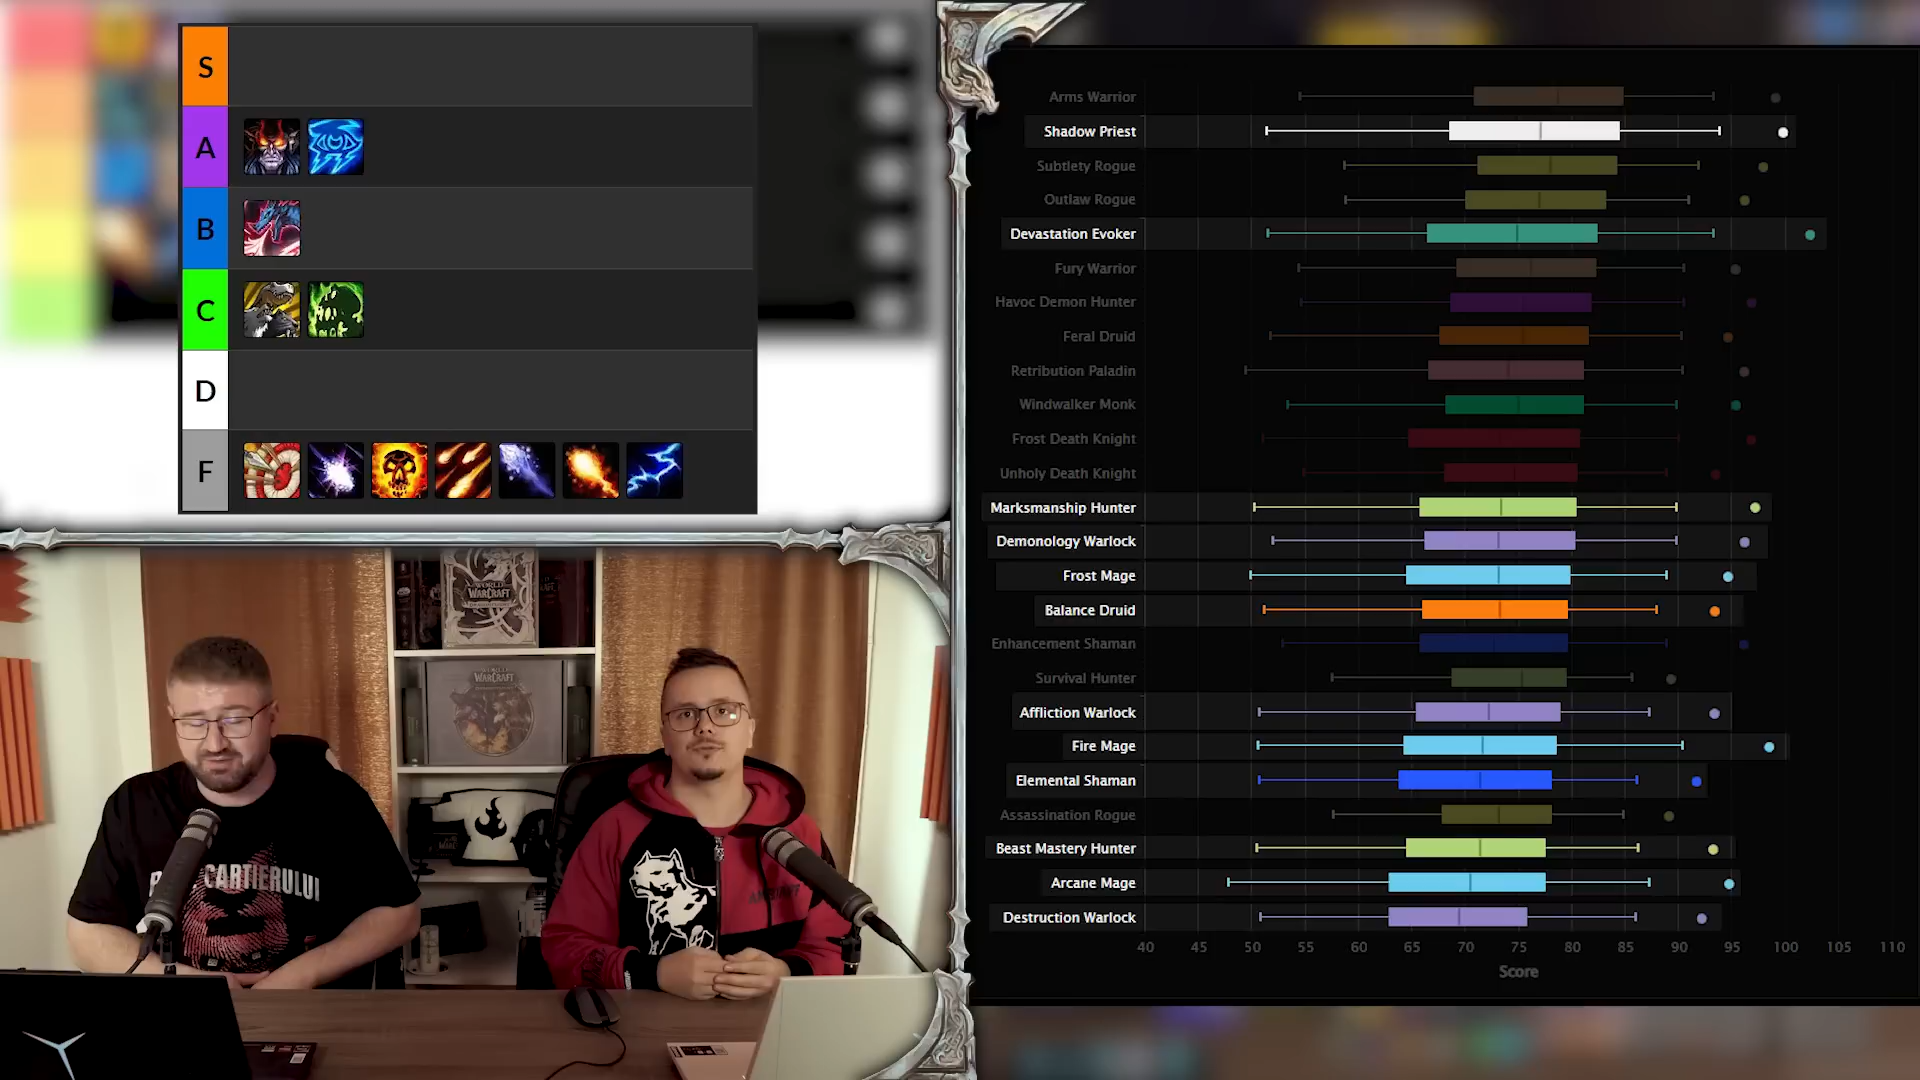 S
A
B
C
D
F
Arms Warrior
Shadow Priest
Subtlety Rogue
Outlaw Rogue
Devastation Evoker
Fury Warrior
Havoc Demon Hunter
Feral Druid
Retribution Paladin
Windwalker Monk
Frost Death Knight
Unholy Death Knight
Marksmanship Hunter
Demonology Warlock
Frost Mage
Balance Druid
Enhancement Shaman
Survival Hunter
Affliction Warlock
Fire Mage
Elemental Shaman
Assassination Rogue
Beast Mastery Hunter
Arcane Mage
Destruction Warlock
40 45 50 55 60 65 70 75 80 85 90 95 100 105 110
Score
WORLD
WARCRAFT
WARCRAFT
CARTIERULUI